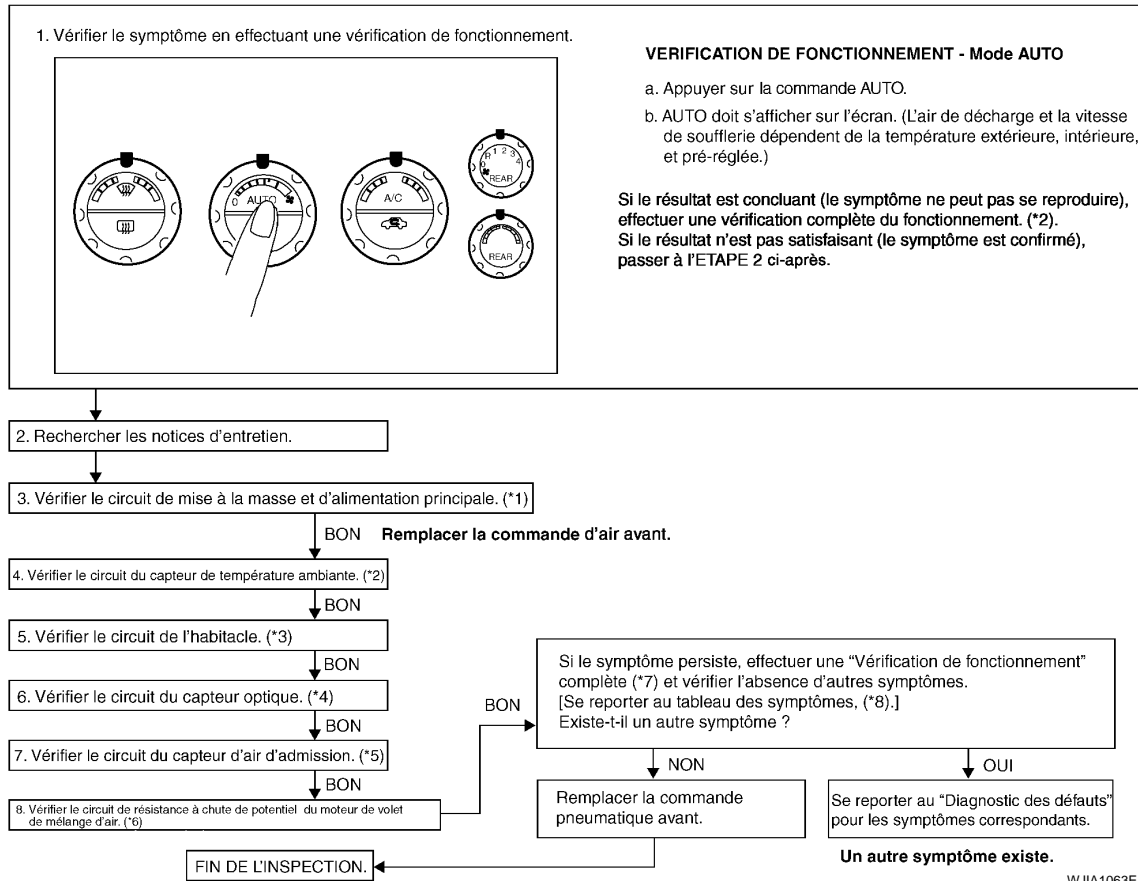 1. Vérifier le symptôme en effectuant une vérification de fonctionnement.
0 AUTO
A/C
R
0 1 2 3 4
REAR
REAR
VERIFICATION DE FONCTIONNEMENT - Mode AUTO
a. Appuyer sur la commande AUTO.
b. AUTO doit s'afficher sur l'écran. (L'air de décharge et la vitesse
de soufflerie dépendent de la température extérieure, intérieure,
et pré-réglée.)
Si le résultat est concluant (le symptôme ne peut pas se reproduire),
effectuer une vérification complète du fonctionnement. (*2).
Si le résultat n'est pas satisfaisant (le symptôme est confirmé),
passer à l'ETAPE 2 ci-après.
2. Rechercher les notices d'entretien.
3. Vérifier le circuit de mise à la masse et d'alimentation principale. (*1)
BON Remplacer la commande d'air avant.
4. Vérifier le circuit du capteur de température ambiante. (*2)
BON
5. Vérifier le circuit de l'habitacle. (*3)
BON
6. Vérifier le circuit du capteur optique. (*4)
BON
7. Vérifier le circuit du capteur d'air d'admission. (*5)
BON
8. Vérifier le circuit de résistance à chute de potentiel du moteur de volet
de mélange d'air. (*6)
BON
Si le symptôme persiste, effectuer une "Vérification de fonctionnement"
complète (*7) et vérifier l'absence d'autres symptômes.
[Se reporter au tableau des symptômes, (*8).]
Existe-t-il un autre symptôme ?
NON
OUI
Remplacer la commande
pneumatique avant.
Se reporter au "Diagnostic des défauts"
pour les symptômes correspondants.
Un autre symptôme existe.
FIN DE L'INSPECTION.
WJIA1063E